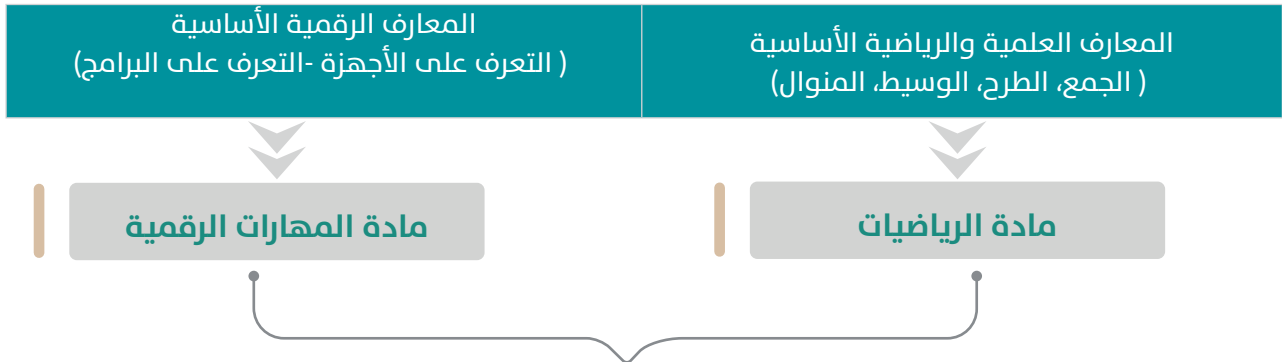 المعارف العلمية والرياضية الأساسية
( الجمع، الطرح، الوسيط، المنوال)
المعارف الرقمية الأساسية
( التعرف على الأجهزة -التعرف على البرامج)
مادة الرياضيات
مادة المهارات الرقمية